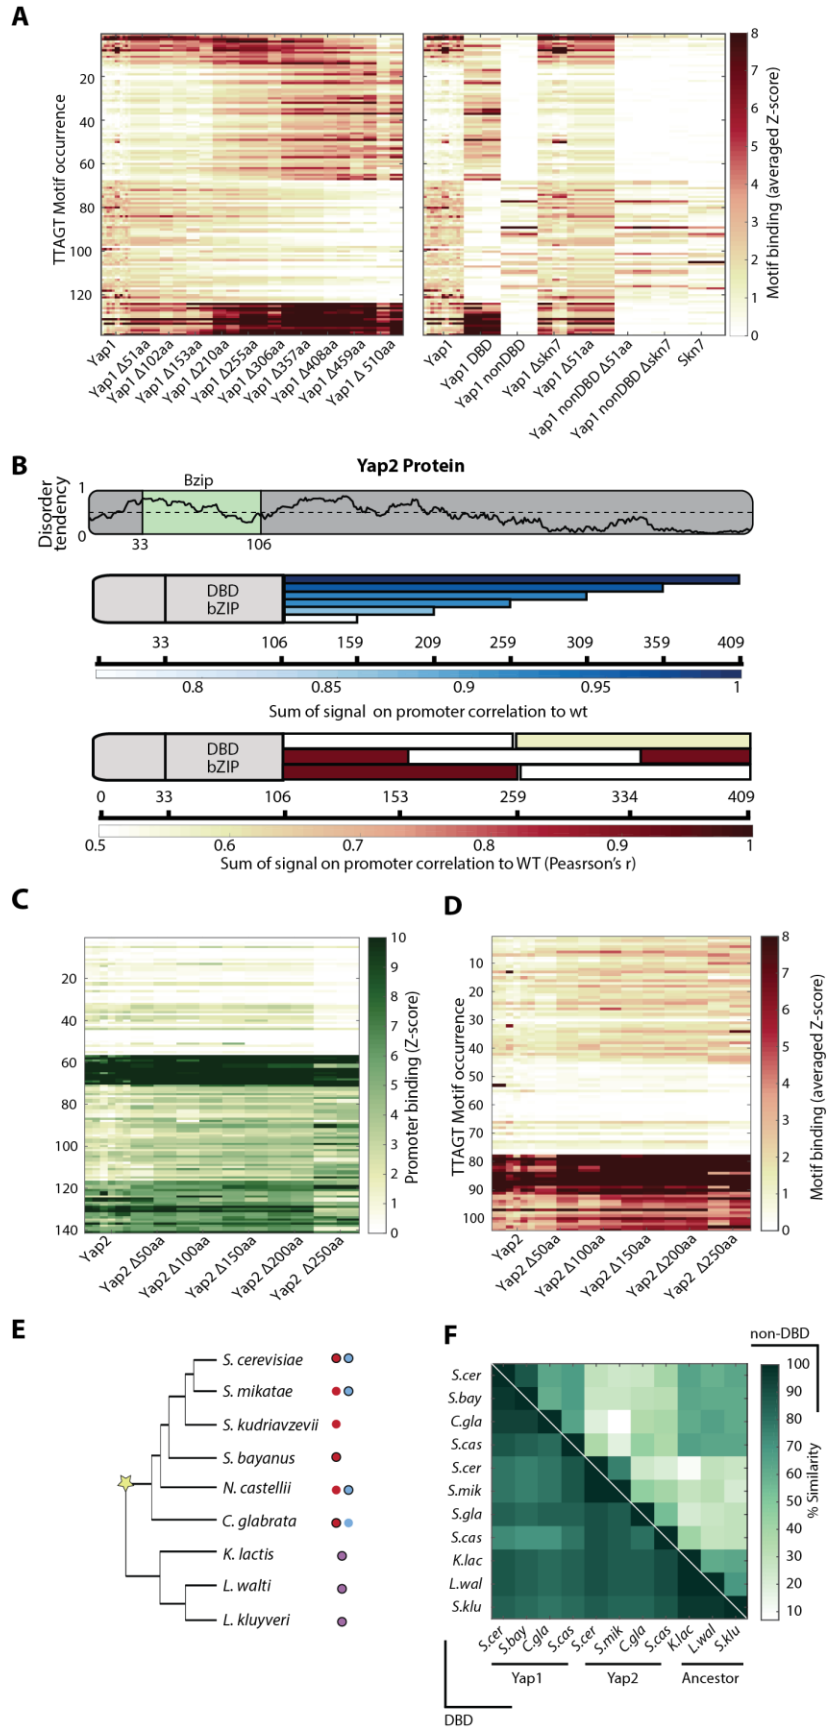 A
TTAGT Motif occurrence
20
40
60
80
100
120
Yap1
Yap1 Δ51aa
Yap1 Δ102aa
Yap1 Δ153aa
Yap1 Δ210aa
Yap1 Δ255aa
Yap1 Δ306aa
Yap1 Δ357aa
Yap1 Δ408aa
Yap1 Δ459aa
Yap1 Δ 510aa
Yap1
Yap1 DBD
Yap1 nonDBD
Yap1 Δskn7
Yap1 Δ51aa
Yap1 nonDBD Δ51aa
Yap1 nonDBD Δskn7
Skn7
8
7
6
5
4
3
2
1
0
Motif binding (averaged Z-score)
B
Yap2 Protein
Bzip
Disorder
tendency
1
0
33 106
DBD
bZIP
33 106 159 209 259 309 359 409
0.8 0.85 0.9 0.95 1
Sum of signal on promoter correlation to wt
DBD
bZIP
0 33 106 153 259 334 409
0.5 0.6 0.7 0.8 0.9 1
Sum of signal on promoter correlation to WT (Peasrson's r)
C
20
40
60
80
100
120
140
Yap2
Yap2 Δ50aa
Yap2 Δ100aa
Yap2 Δ150aa
Yap2 Δ200aa
Yap2 Δ250aa
10
9
8
7
6
5
4
3
2
1
0
Promoter binding (Z-score)
D
TTAGT Motif occurrence
10
20
30
40
50
60
70
80
90
100
Yap2
Yap2 Δ50aa
Yap2 Δ100aa
Yap2 Δ150aa
Yap2 Δ200aa
Yap2 Δ250aa
8
7
6
5
4
3
2
1
0
Motif binding (averaged Z-score)
E
S. cerevisiae
S. mikatae
S. kudriavzevii
S. bayanus
N. castellii
C. glabrata
K. lactis
L. walti
L. kluyveri
F
non-DBD
S.cer
S.bay
C.gla
S.cas
S.cer
S.mik
S.gla
S.cas
K.lac
L.wal
S.klu
S.cer
S.bay
C.gla
S.cas
S.cer
S.mik
C.gla
S.cas
K.lac
L.wal
S.klu
Yap1 Yap2 Ancestor
DBD
100
90
80
70
60
50
40
30
20
10
% Similarity